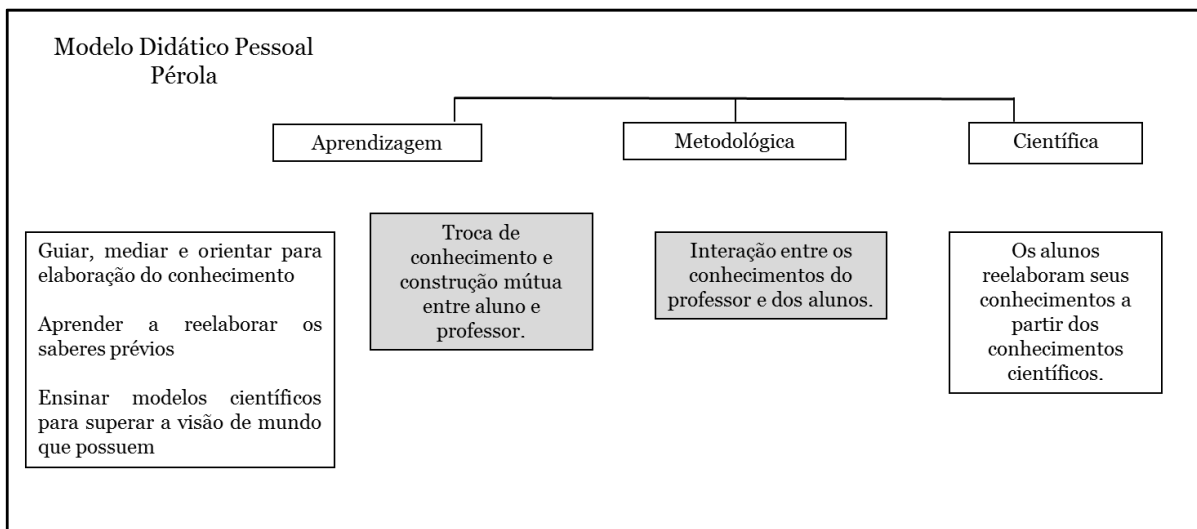 Modelo Didático Pessoal
Pérola
Aprendizagem
Metodológica
Científica
Guiar, mediar e orientar para
elaboração do conhecimento
Aprender a reelaborar os
saberes prévios
Ensinar modelos científicos
para superar a visão de mundo
que possuem
Troca de
conhecimento e
construção mútua
entre aluno e
professor.
Interação entre os
conhecimentos do
professor e dos alunos.
Os alunos
reelaboram seus
conhecimentos a
partir dos
conhecimentos
científicos.